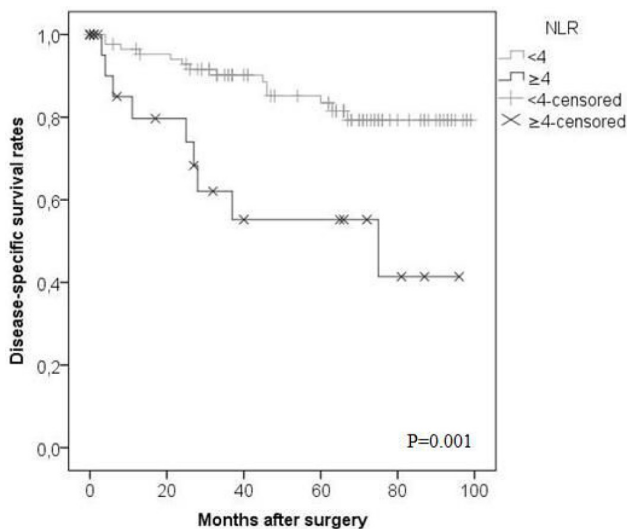 NLR
<4
≥4
<4-censored
≥4-censored
Disease-specific survival rates
1,0
0,8
0,6
0,4
0,2
0,0
P=0.001
0 20 40 60 80 100
Months after surgery